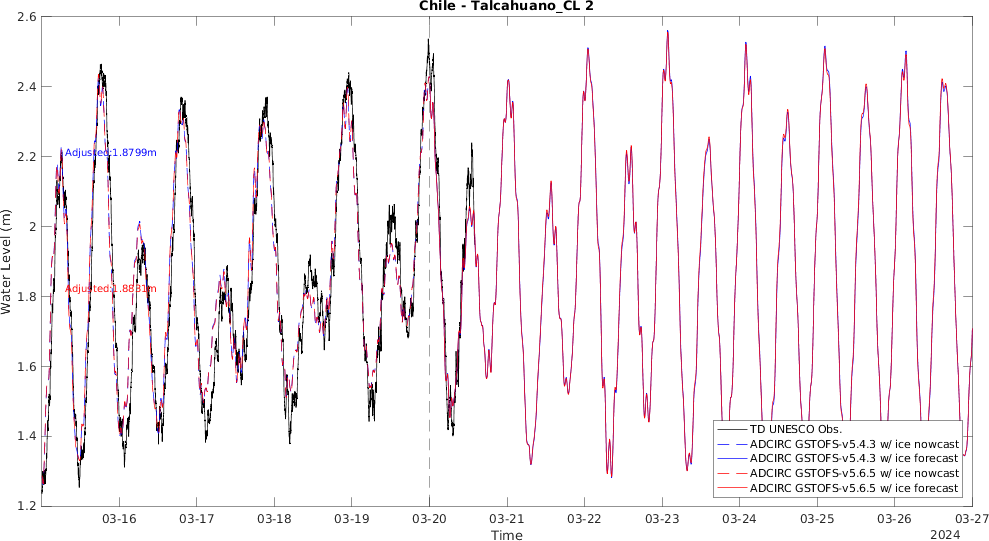 Chile - Talcahuano_CL 2
Water Level (m)
2.6
2.4
2.2
2
1.8
1.6
1.4
1.2
Adjusted:1.8799m
Adjusted:1.8831m
TD UNESCO Obs.
ADCIRC GSTOFS-v5.4.3 w/ ice nowcast
ADCIRC GSTOFS-v5.4.3 w/ ice forecast
ADCIRC GSTOFS-v5.6.5 w/ ice nowcast
ADCIRC GSTOFS-v5.6.5 w/ ice forecast
03-16 03-17 03-18 03-19 03-20 03-21 03-22 03-23 03-24 03-25 03-26 03-27
Time
2024